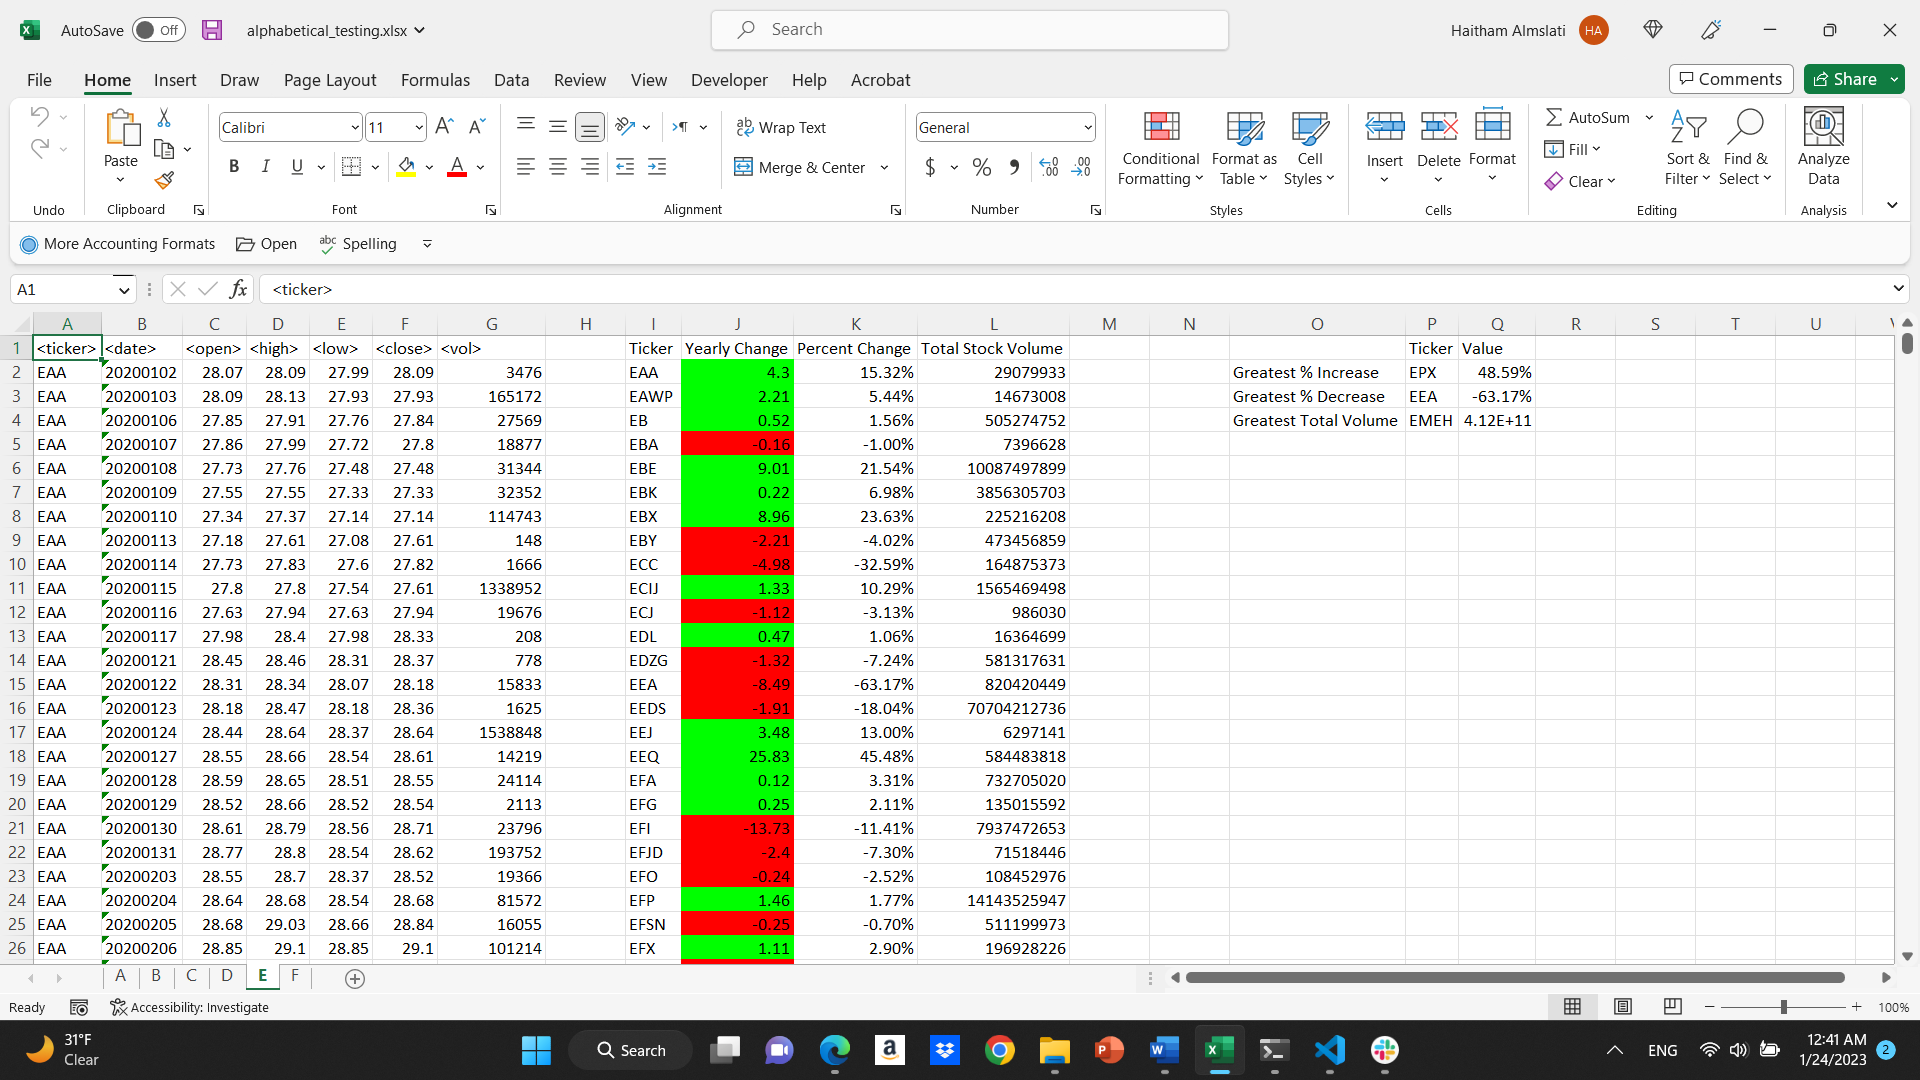 AutoSave Off alphabetical_testing.xlsx Search Haitham Almslati HA
File Home Insert Draw Page Layout Formulas Data Review View Developer Help Acrobat Comments Share
Paste Calibri 11 Wrap Text General Conditional Formatting Format as Table Cell Styles Insert Delete Format AutoSum Fill Clear Sort & Filter Find & Select Analyze Data
B I U A Merge & Center $ % 9
Undo Clipboard Font Alignment Number Styles Cells Editing Analysis
More Accounting Formats Open abc Spelling
A1 fx <ticker>
A B C D E F G H I J K L M N O P Q R S T U
1 <ticker> <date> <open> <high> <low> <close> <vol> Ticker Yearly Change Percent Change Total Stock Volume Ticker Value
2 EAA 20200102 28.07 28.09 27.99 28.09 3476 EAA 4.3 15.32% 29079933 Greatest % Increase EPX 48.59%
3 EAA 20200103 28.09 28.13 27.93 27.93 165172 EAWP 2.21 5.44% 14673008 Greatest % Decrease EEA -63.17%
4 EAA 20200106 27.85 27.91 27.76 27.84 27569 EB 0.52 1.56% 505274752 Greatest Total Volume EMEH 4.12E+11
5 EAA 20200107 27.86 27.99 27.72 27.8 18877 EBA -0.16 -1.00% 7396628
6 EAA 20200108 27.73 27.76 27.48 27.48 31344 EBE 9.01 21.54% 10087497899
7 EAA 20200109 27.55 27.55 27.33 27.33 32352 EBK 0.22 6.98% 3856305703
8 EAA 20200110 27.34 27.37 27.14 27.14 114743 EBX 8.96 23.63% 225216208
9 EAA 20200113 27.18 27.61 27.08 27.61 148 EBY -2.21 -4.02% 473456859
10 EAA 20200114 27.73 27.83 27.6 27.82 1666 ECC -4.98 -32.59% 164875373
11 EAA 20200115 27.8 27.8 27.54 27.61 1338952 ECIJ 1.33 10.29% 1565469498
12 EAA 20200116 27.63 27.94 27.63 27.94 19676 ECJ -1.12 -3.13% 986030
13 EAA 20200117 27.98 28.4 27.98 28.33 208 EDL 0.47 1.06% 16364699
14 EAA 20200121 28.45 28.46 28.31 28.37 778 EDZG -1.32 -7.24% 581317631
15 EAA 20200122 28.31 28.34 28.07 28.18 15833 EEA -8.49 -63.17% 820420449
16 EAA 20200123 28.18 28.47 28.18 28.36 1625 EEDS -1.91 -18.04% 70704212736
17 EAA 20200124 28.44 28.64 28.37 28.64 1538848 EEJ 3.48 13.00% 6297141
18 EAA 20200127 28.55 28.66 28.54 28.61 14219 EEQ 25.83 45.48% 584483818
19 EAA 20200128 28.59 28.65 28.51 28.55 24114 EFA 0.12 3.31% 732705020
20 EAA 20200129 28.52 28.66 28.52 28.54 2113 EFG 0.25 2.11% 135015592
21 EAA 20200130 28.61 28.79 28.56 28.71 23796 EFI -13.73 -11.41% 7937472653
22 EAA 20200131 28.77 28.8 28.54 28.62 193752 EFJD -2.4 -7.30% 71518446
23 EAA 20200203 28.55 28.7 28.37 28.52 19366 EFO -0.24 -2.52% 108452976
24 EAA 20200204 28.64 28.68 28.54 28.68 81572 EFP 1.46 1.77% 14143525947
25 EAA 20200205 28.68 29.03 28.66 28.84 16055 EFSN -0.25 -0.70% 511199973
26 EAA 20200206 28.85 29.1 28.85 29.1 101214 EFX 1.11 2.90% 196928226
A B C D E F
Ready Accessibility: Investigate 100%
31°F Clear Search ENG 12:41 AM 1/24/2023 2